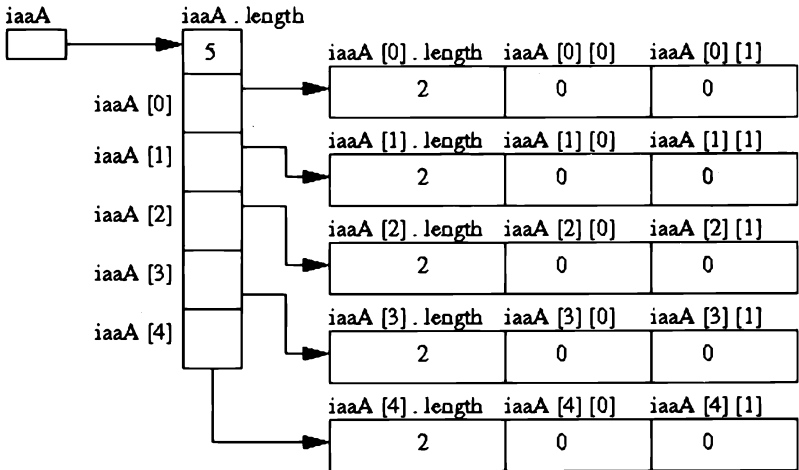 iaaA iaaA . length
5
iaaA [0] . length iaaA [0] [0] iaaA [0] [1]
2 0 0
iaaA [0]
iaaA [1] . length iaaA [1] [0] iaaA [1] [1]
iaaA [1]
2 0 0
iaaA [2]
iaaA [2] . length iaaA [2] [0] iaaA [2] [1]
2 0 0
iaaA [3]
iaaA [3] . length iaaA [3] [0] iaaA [3] [1]
iaaA [4]
2 0 0
iaaA [4] . length iaaA [4] [0] iaaA [4] [1]
2 0 0